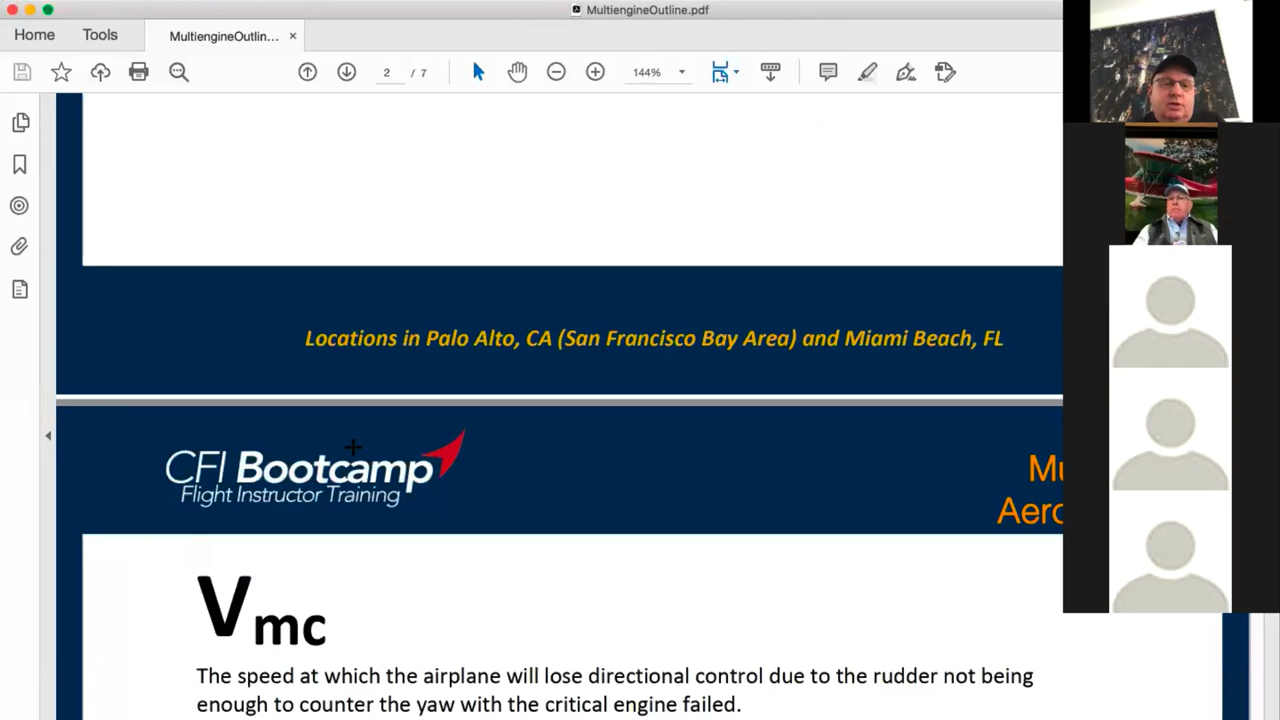 MultiengineOutline.pdf
Home Tools MultiengineOutlin... ×
2 / 7 144%
Locations in Palo Alto, CA (San Francisco Bay Area) and Miami Beach, FL
CFI Bootcamp
Flight Instructor Training
Mu
Aero
Vmc
The speed at which the airplane will lose directional control due to the rudder not being
enough to counter the yaw with the critical engine failed.